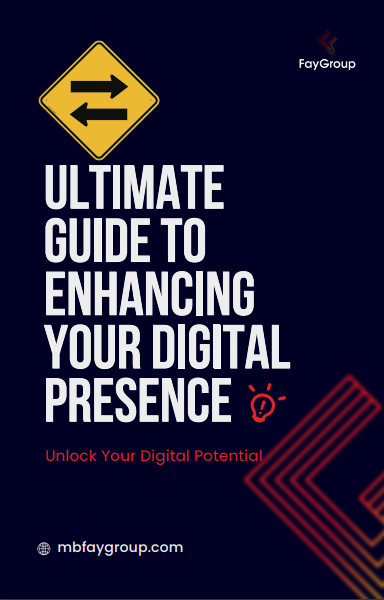 FayGroup
ULTIMATE
GUIDE TO
ENHANCING
YOUR DIGITAL
PRESENCE
Unlock Your Digital Potential
mbfaygroup.com